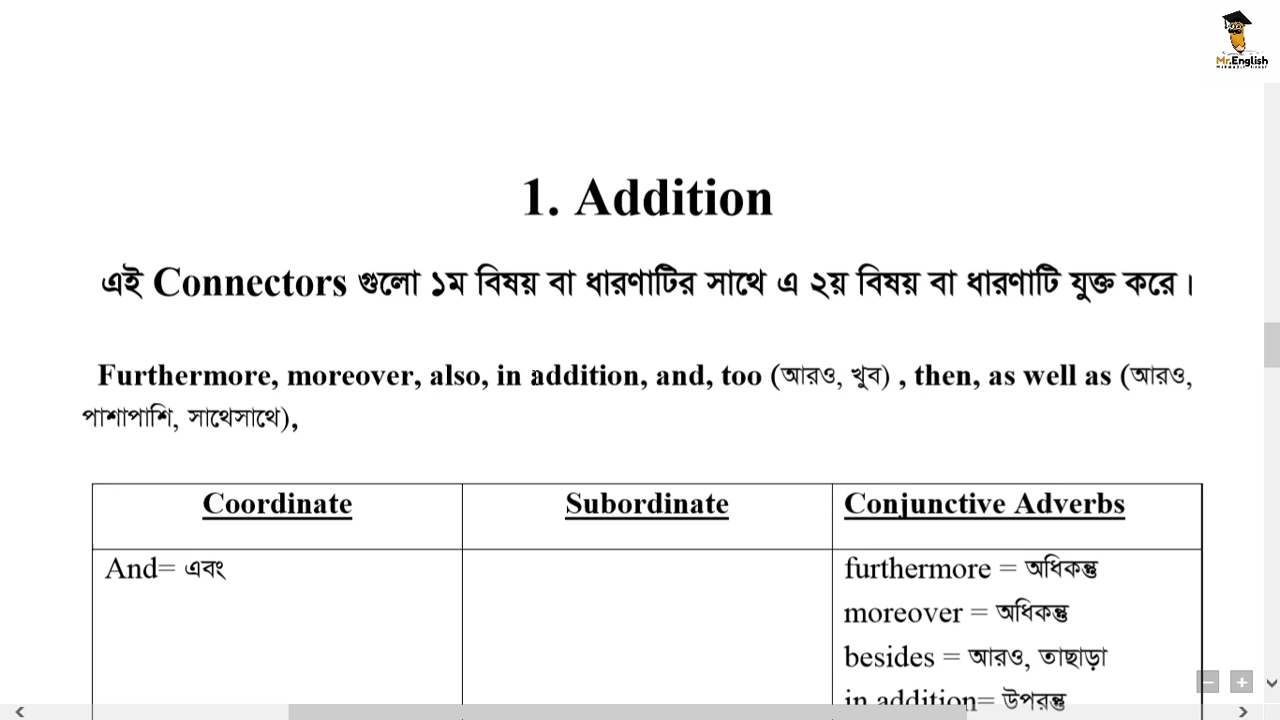 Mr.English
1. Addition
এই Connectors গুলো ১ম বিষয় বা ধারণাটির সাথে এ ২য় বিষয় বা ধারণাটি যুক্ত করে।
Furthermore, moreover, also, in addition, and, too (আরও, খুব) , then, as well as (আরও,
পাশাপাশি, সাথেসাথে),
Coordinate Subordinate Conjunctive Adverbs
And= এবং furthermore = অধিকন্তু
moreover = অধিকন্তু
besides = আরও, তাছাড়া
in addition= উপরন্তু